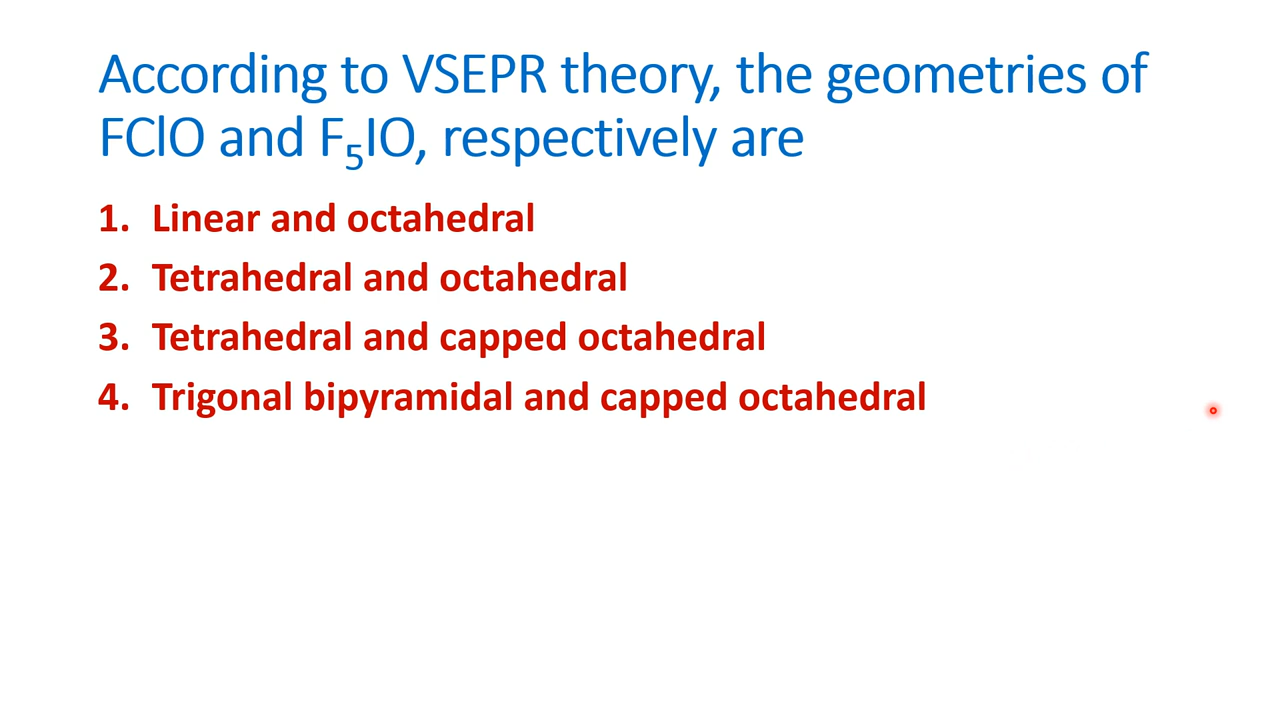 According to VSEPR theory, the geometries of
FClO and F₅IO, respectively are
1. Linear and octahedral
2. Tetrahedral and octahedral
3. Tetrahedral and capped octahedral
4. Trigonal bipyramidal and capped octahedral